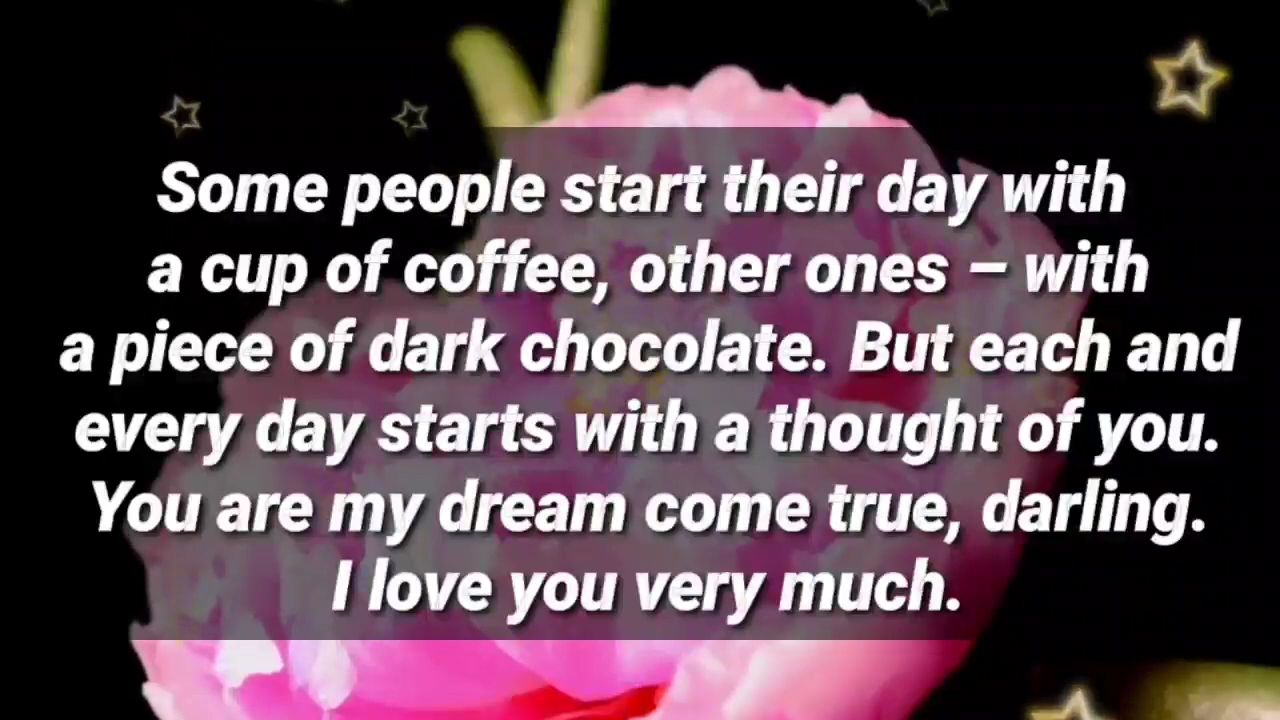 Some people start their day with
a cup of coffee, other ones – with
a piece of dark chocolate. But each and
every day starts with a thought of you.
You are my dream come true, darling.
I love you very much.